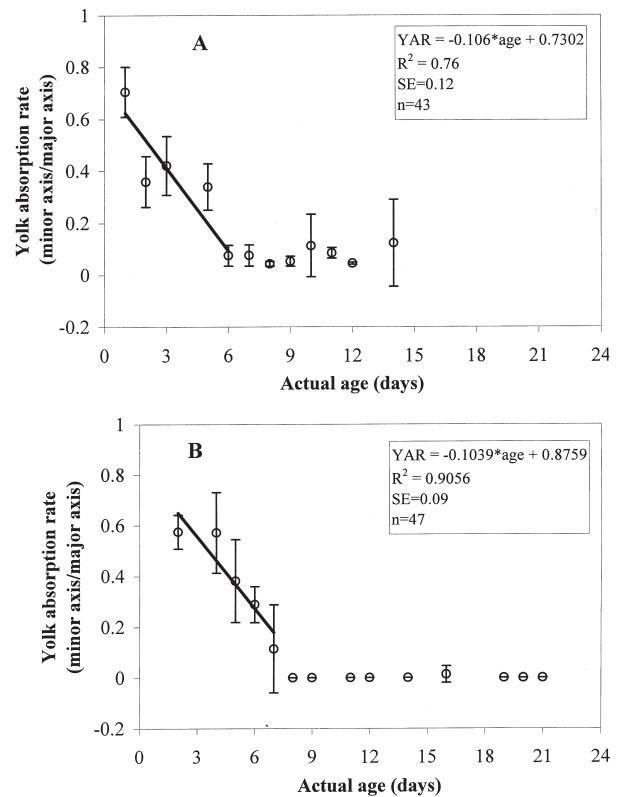 A
YAR = -0.106*age + 0.7302
R² = 0.76
SE=0.12
n=43
Yolk absorption rate
(minor axis/major axis)
1
0.8
0.6
0.4
0.2
0
-0.2
0 3 6 9 12 15 18 21 24
Actual age (days)
B
YAR = -0.1039*age + 0.8759
R² = 0.9056
SE=0.09
n=47
Yolk absorption rate
(minor axis/major axis)
1
0.8
0.6
0.4
0.2
0
-0.2
0 3 6 9 12 15 18 21 24
Actual age (days)